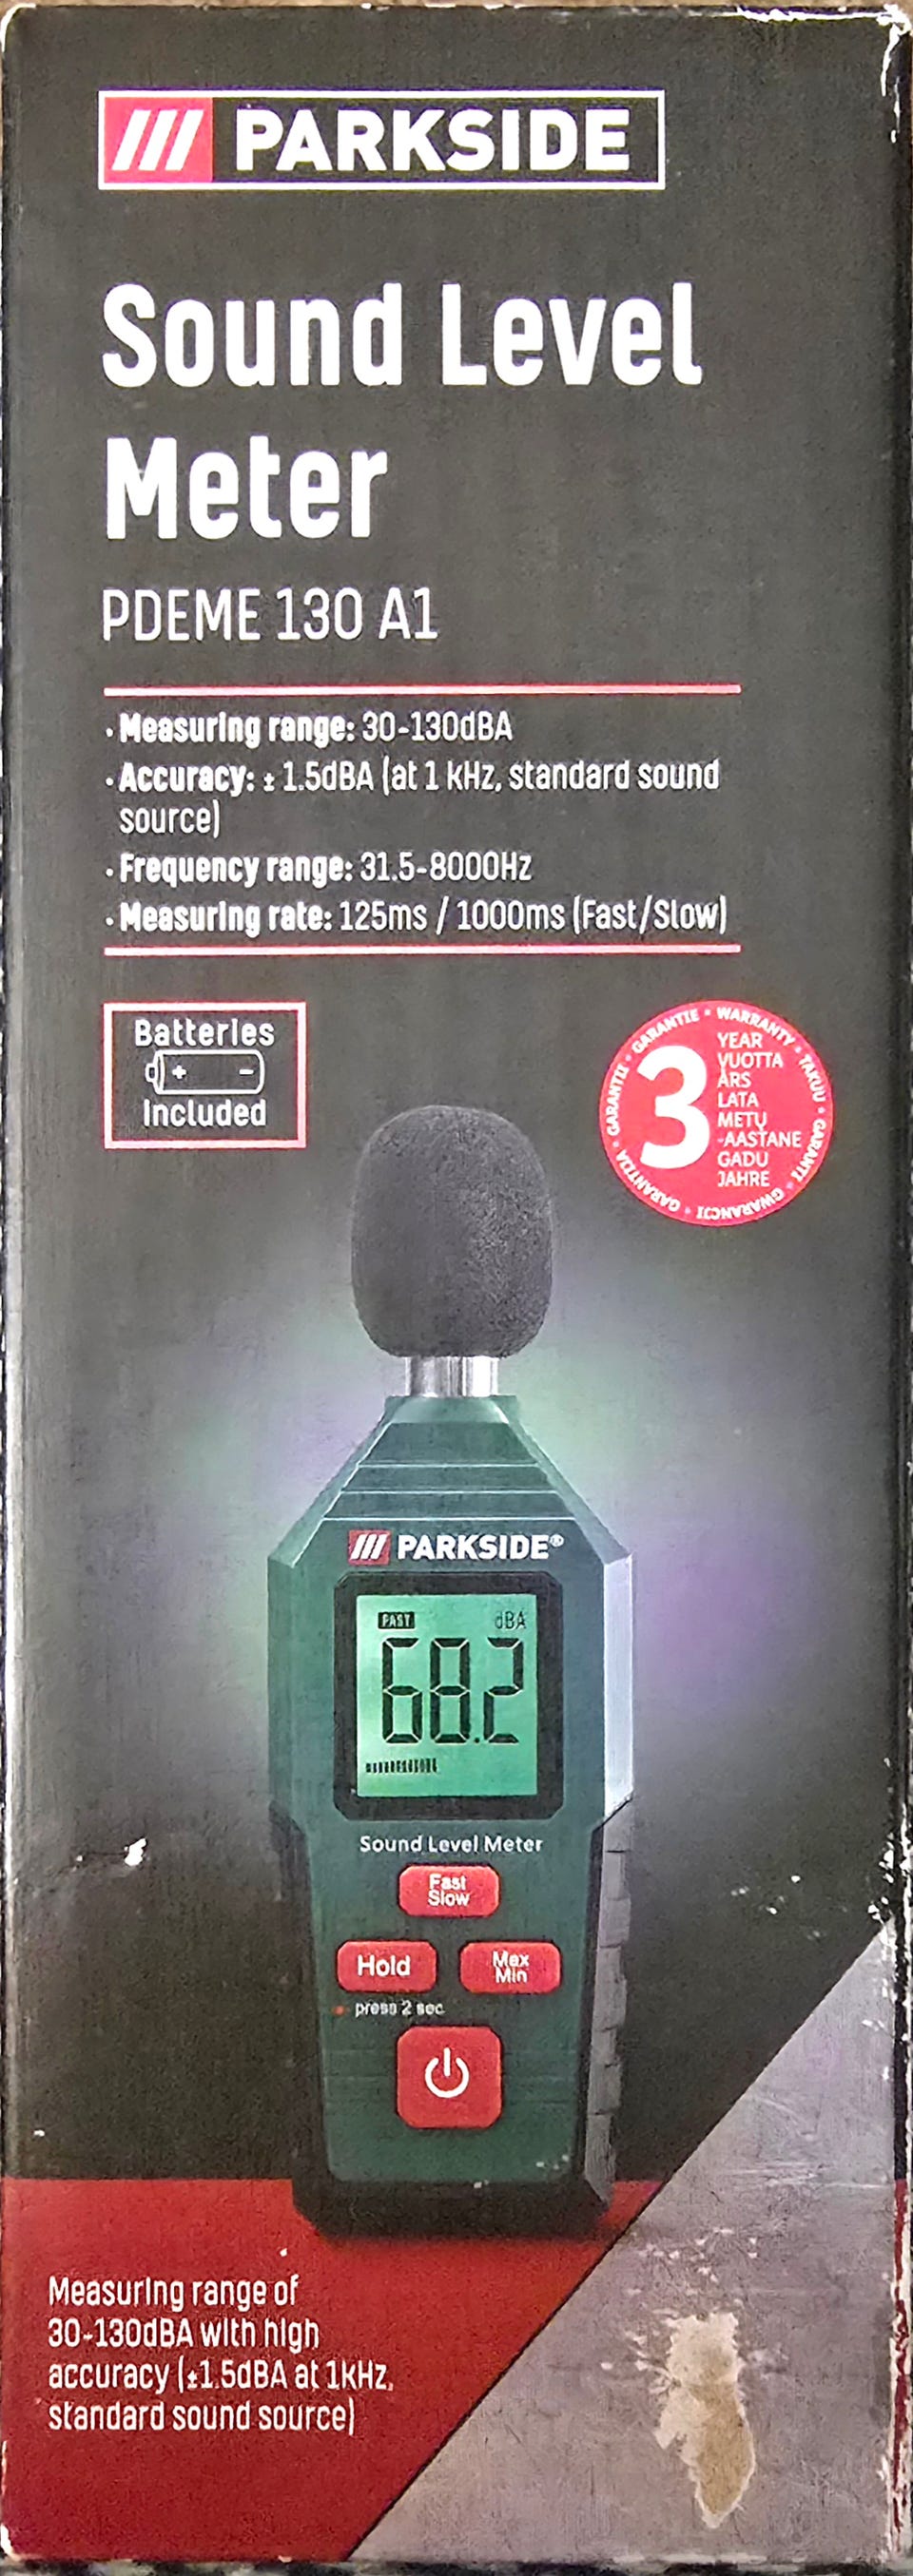 PARKSIDE
Sound Level
Meter
PDEME 130 A1
· Measuring range: 30-130dBA
· Accuracy: ± 1.5dBA (at 1 kHz, standard sound
source)
· Frequency range: 31.5-8000Hz
· Measuring rate: 125ms / 1000ms (Fast/Slow)
Batteries
+ -
Included
GARANTIE • WARRANTY • TAKUU • GARANTI • GWARANCJI • GARANTIJA • GARANTII •
3
YEAR
VUOTTA
ÅRS
LATA
METŲ
-AASTANE
GADU
JAHRE
PARKSIDE®
FAST dBA
68.2
Sound Level Meter
Fast
Slow
Hold
Max
Min
press 2 sec
Measuring range of
30-130dBA with high
accuracy (±1.5dBA at 1kHz,
standard sound source)